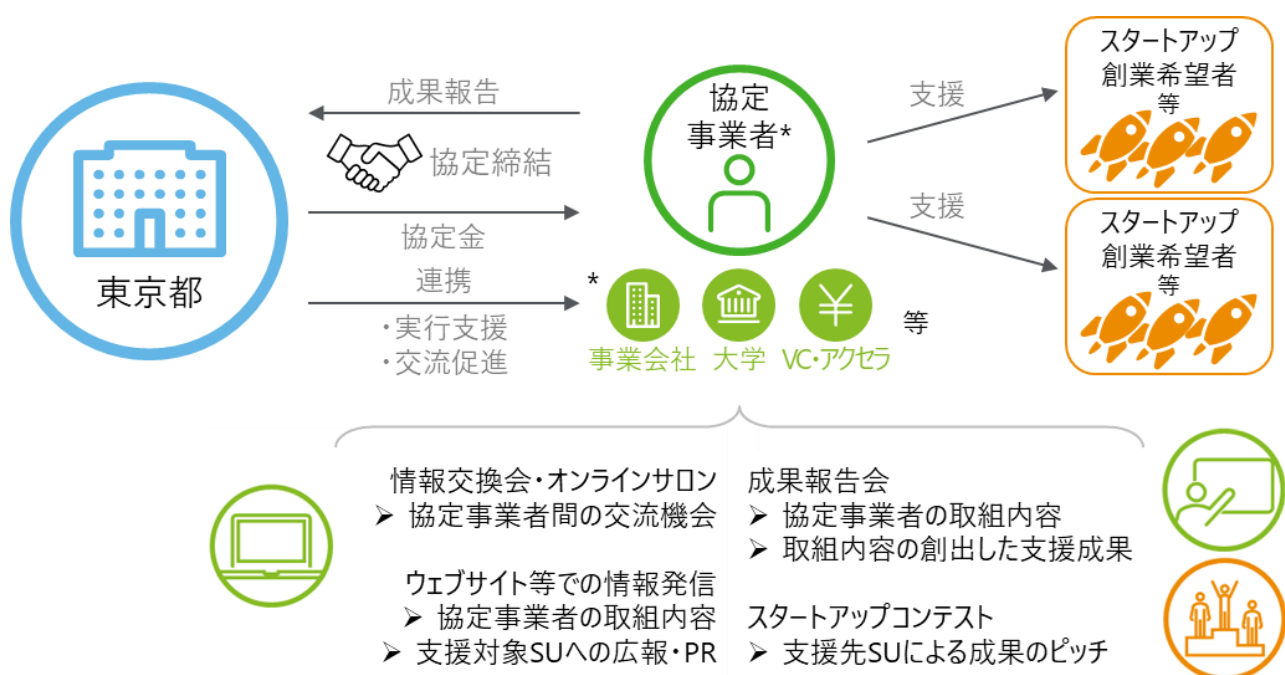 東京都
成果報告
協定締結
協定金
連携
・実行支援
・交流促進
協定
事業者*
*
事業会社
大学
VC・アクセラ
等
支援
支援
スタートアップ
創業希望者
等
スタートアップ
創業希望者
等
情報交換会・オンラインサロン
➢ 協定事業者間の交流機会
ウェブサイト等での情報発信
➢ 協定事業者の取組内容
➢ 支援対象SUへの広報・PR
成果報告会
➢ 協定事業者の取組内容
➢ 取組内容の創出した支援成果
スタートアップコンテスト
➢ 支援先SUによる成果のピッチ